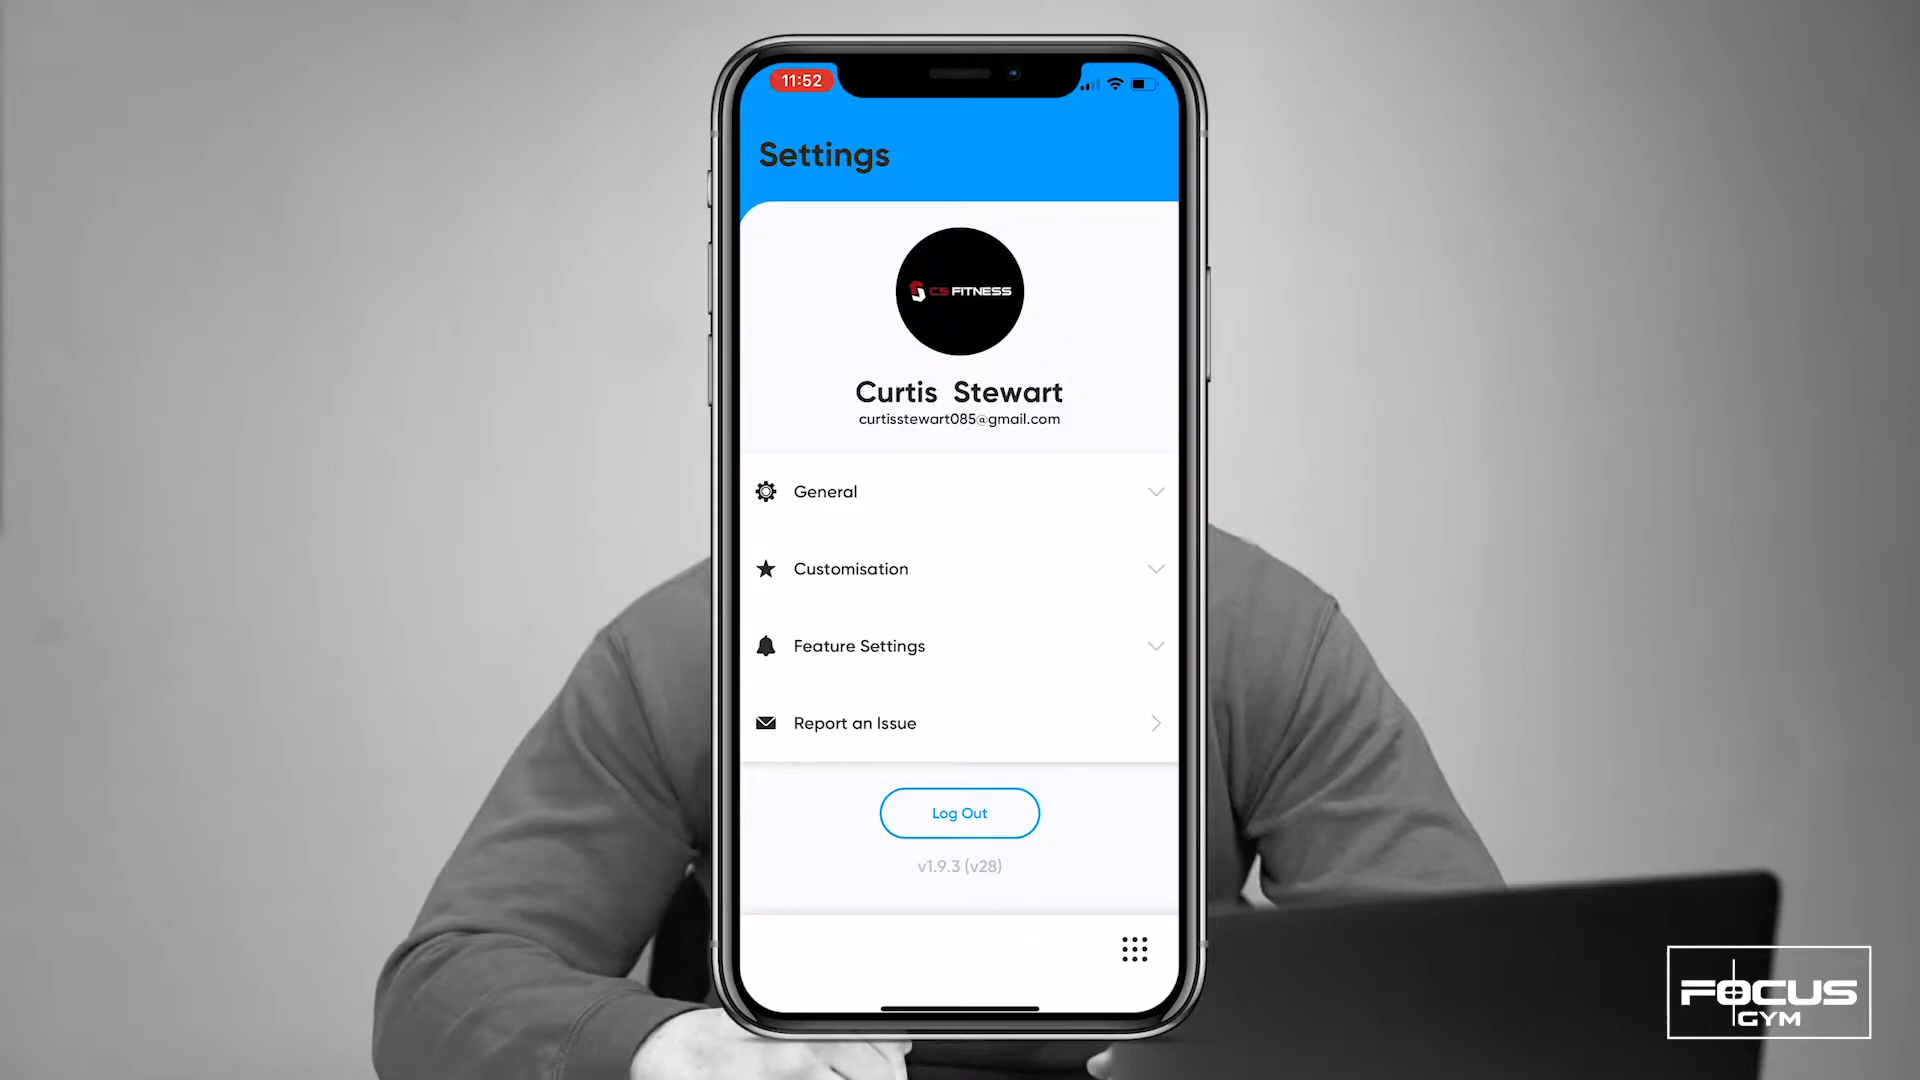 11:52
Settings
CS FITNESS
Curtis Stewart
curtisstewart085@gmail.com
General
Customisation
Feature Settings
Report an Issue
Log Out
v1.9.3 (v28)
FOCUS
GYM